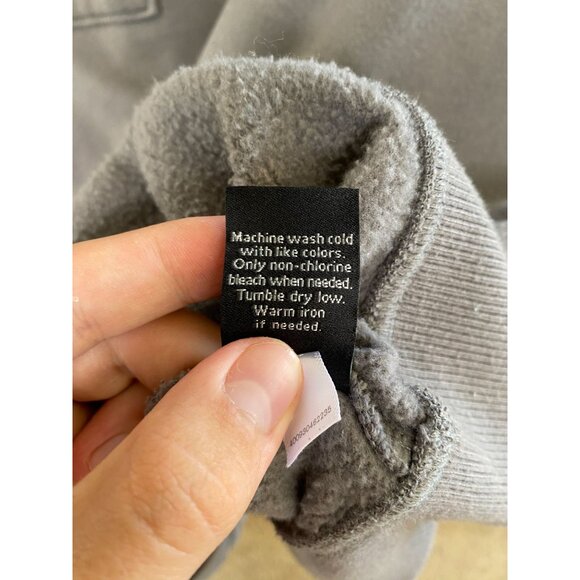 Machine wash cold
with like colors.
Only non-chlorine
bleach when needed.
Tumble dry low.
Warm iron
if needed.
400930482235